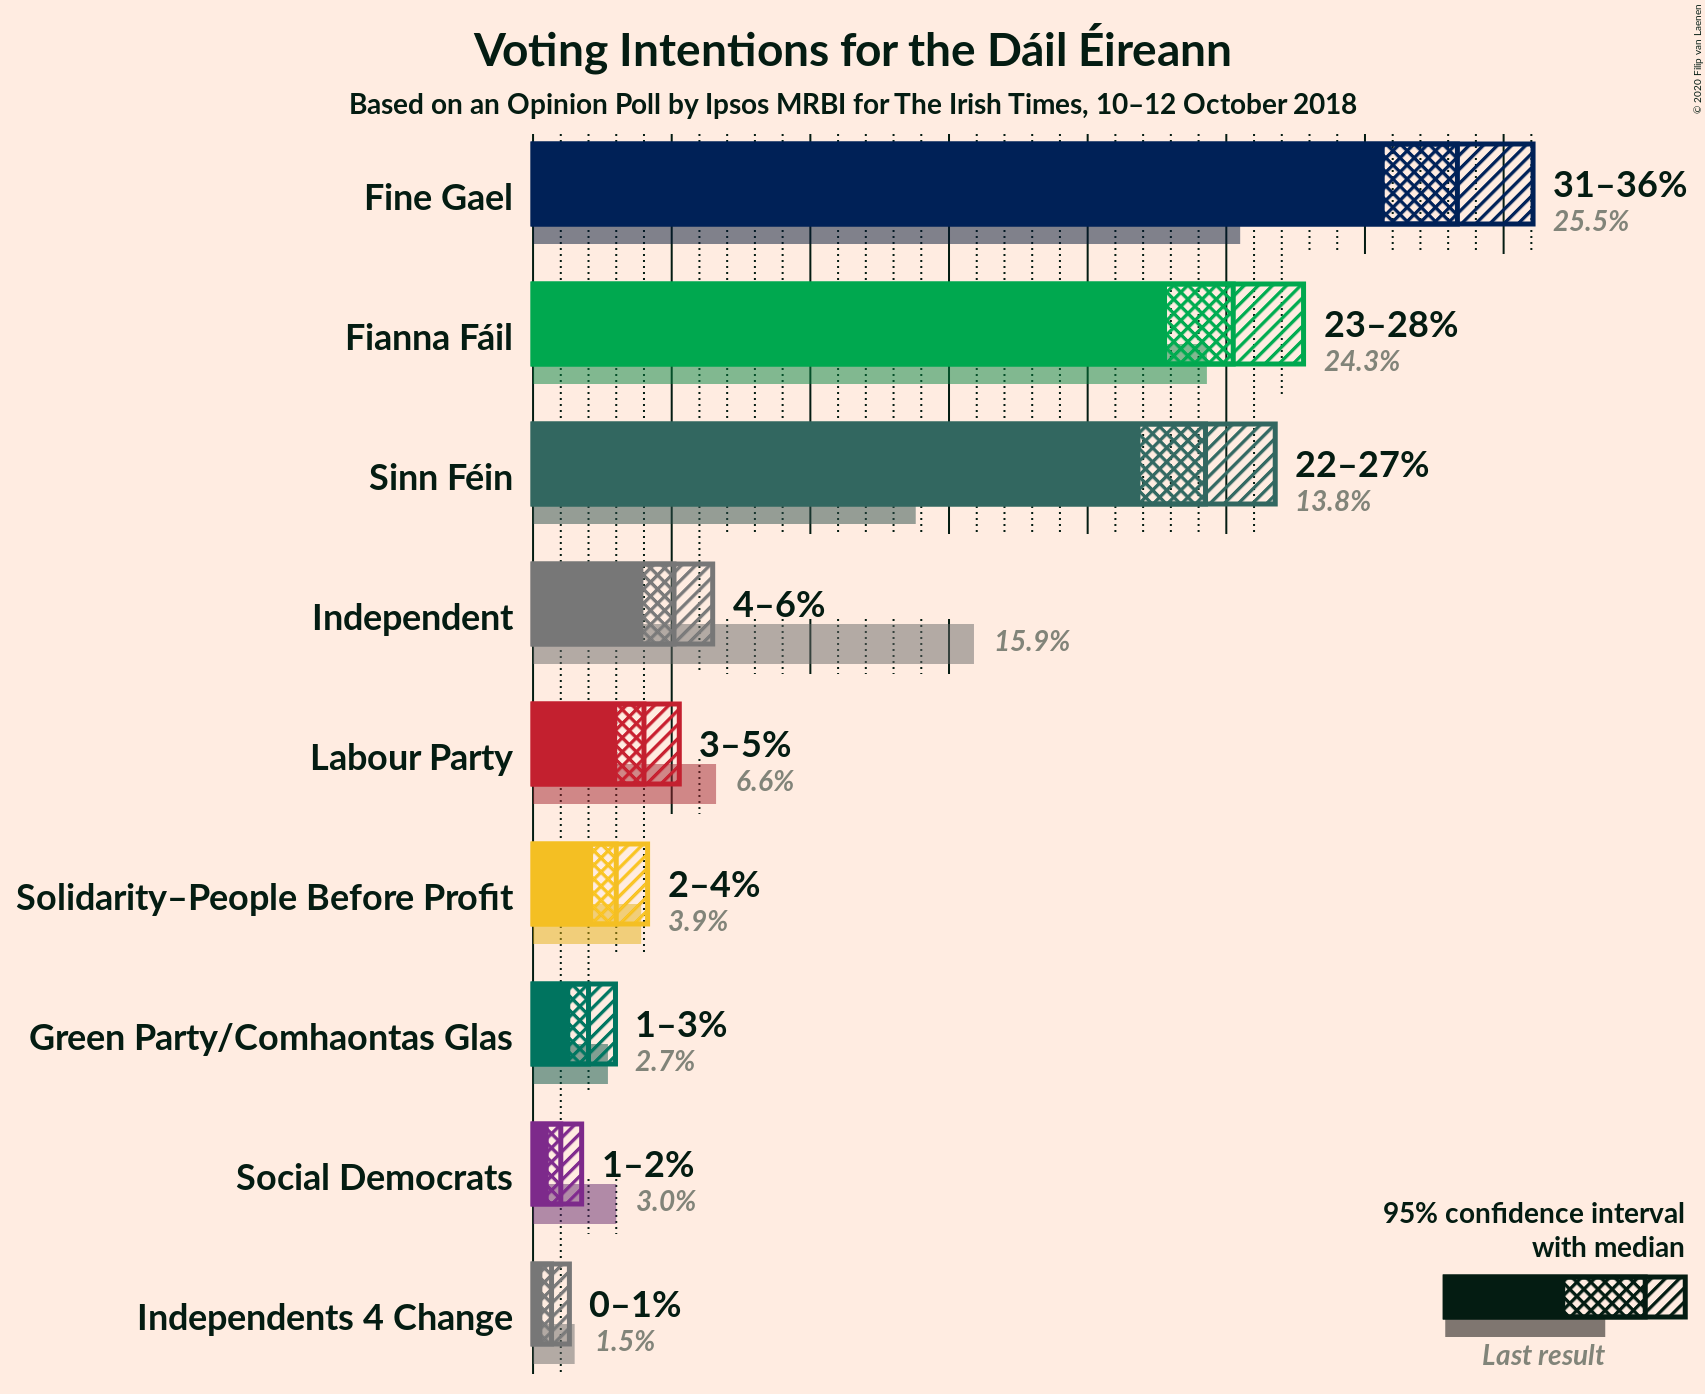 Voting Intentions for the Dáil Éireann
Based on an Opinion Poll by Ipsos MRBI for The Irish Times, 10–12 October 2018
© 2020 Filip van Laenen
Fine Gael
31–36%
25.5%
Fianna Fáil
23–28%
24.3%
Sinn Féin
22–27%
13.8%
Independent
4–6%
15.9%
Labour Party
3–5%
6.6%
Solidarity–People Before Profit
2–4%
3.9%
Green Party/Comhaontas Glas
1–3%
2.7%
Social Democrats
1–2%
3.0%
Independents 4 Change
0–1%
1.5%
95% confidence interval
with median
Last result